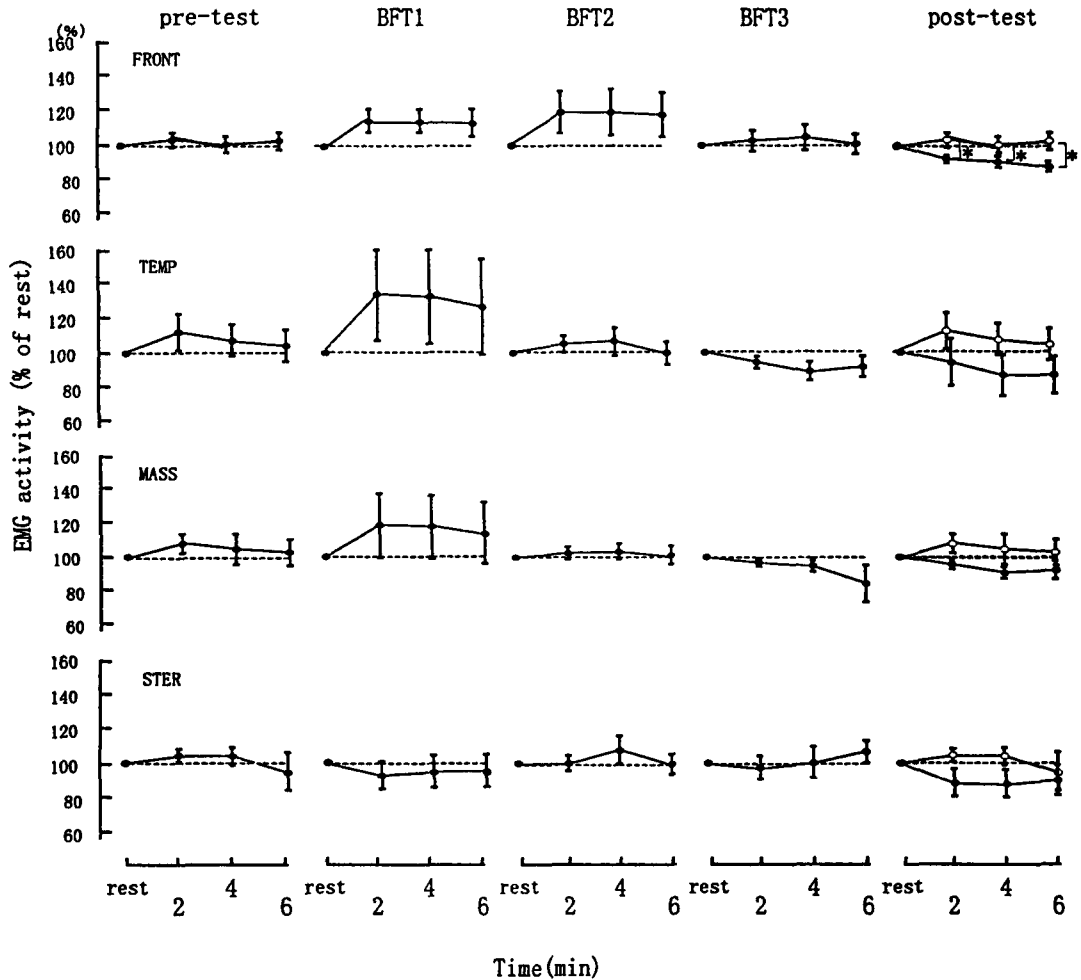 pre-test BFT1 BFT2 BFT3 post-test
(%)
160
FRONT
140
120
100
80
60
* * *
160
TEMP
140
120
100
80
60
160
MASS
140
120
100
80
60
160
STER
140
120
100
80
60
EMG activity (% of rest)
rest 2 4 6 rest 2 4 6 rest 2 4 6 rest 2 4 6 rest 2 4 6
Time(min)